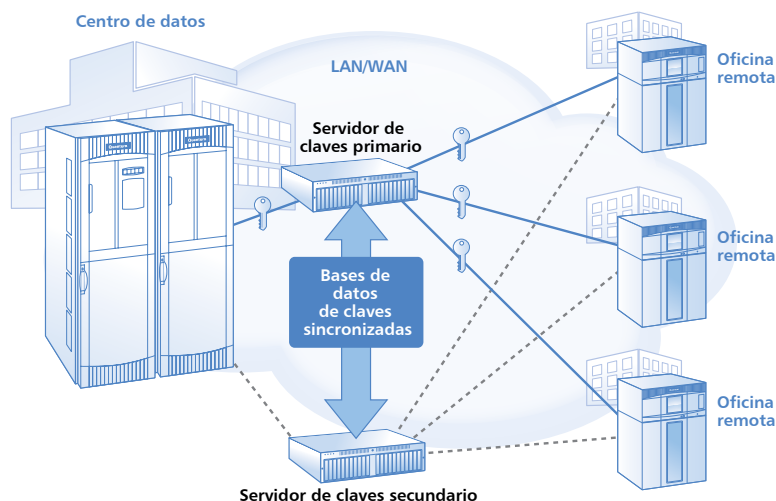 Centro de datos
LAN/WAN
Oficina
remota
Servidor de
claves primario
Oficina
remota
Bases de
datos
de claves
sincronizadas
Oficina
remota
Servidor de claves secundario